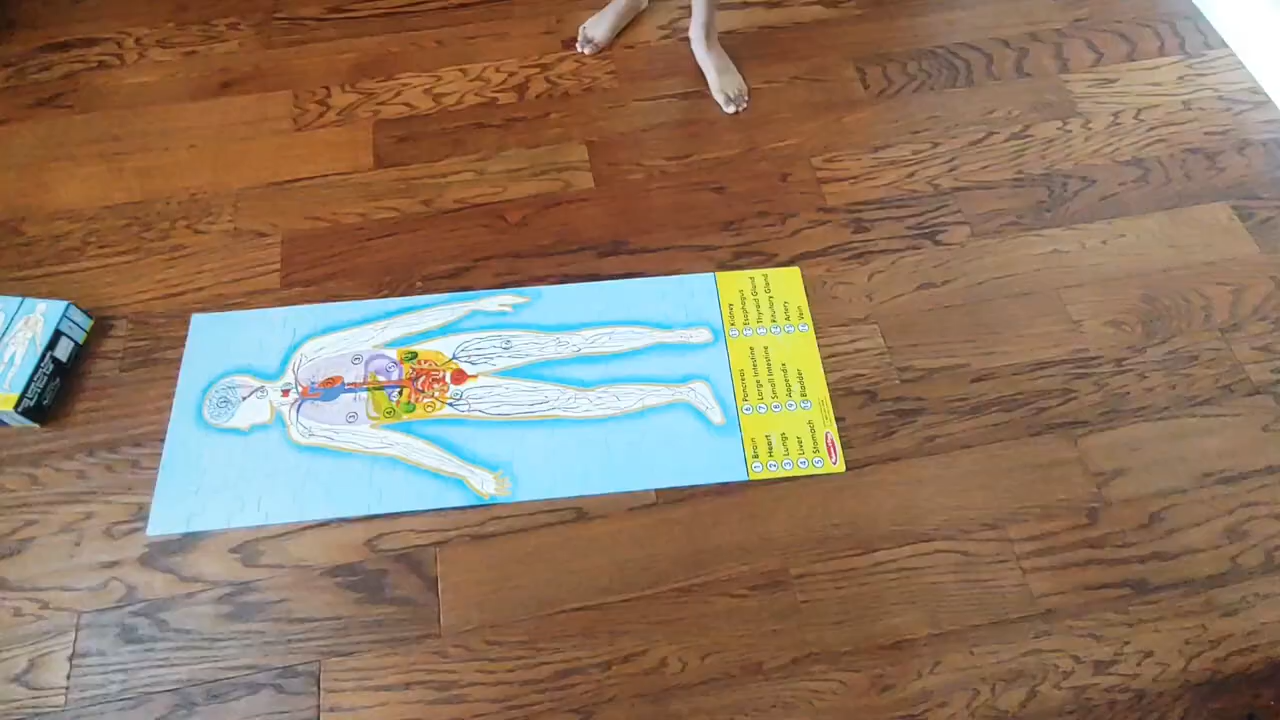 1 Brain
2 Heart
3 Lungs
4 Liver
5 Stomach
6 Pancreas
7 Large Intestine
8 Small Intestine
9 Appendix
10 Bladder
11 Kidney
12 Esophagus
13 Thyroid Gland
14 Pituitary Gland
15 Artery
16 Vein